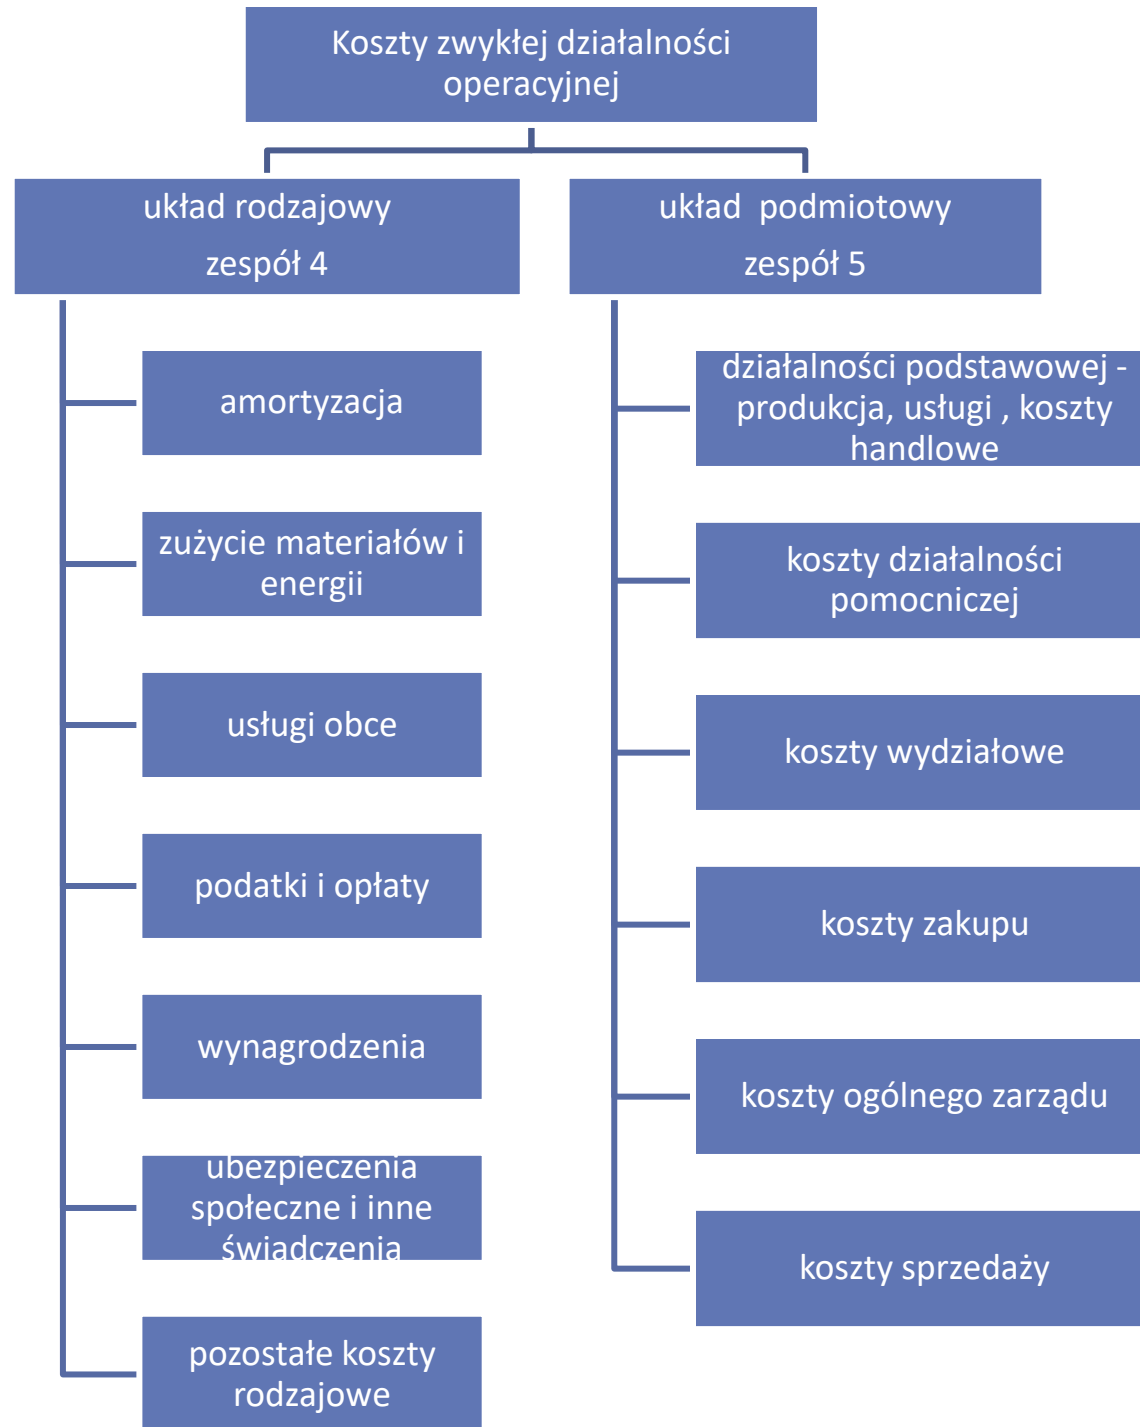 Koszty zwykłej działalności
operacyjnej
układ rodzajowy
zespół 4
amortyzacja
zużycie materiałów i
energii
usługi obce
podatki i opłaty
wynagrodzenia
ubezpieczenia
społeczne i inne
świadczenia
pozostałe koszty
rodzajowe
układ  podmiotowy
zespół 5
działalności podstawowej -
produkcja, usługi , koszty
handlowe
koszty działalności
pomocniczej
koszty wydziałowe
koszty zakupu
koszty ogólnego zarządu
koszty sprzedaży